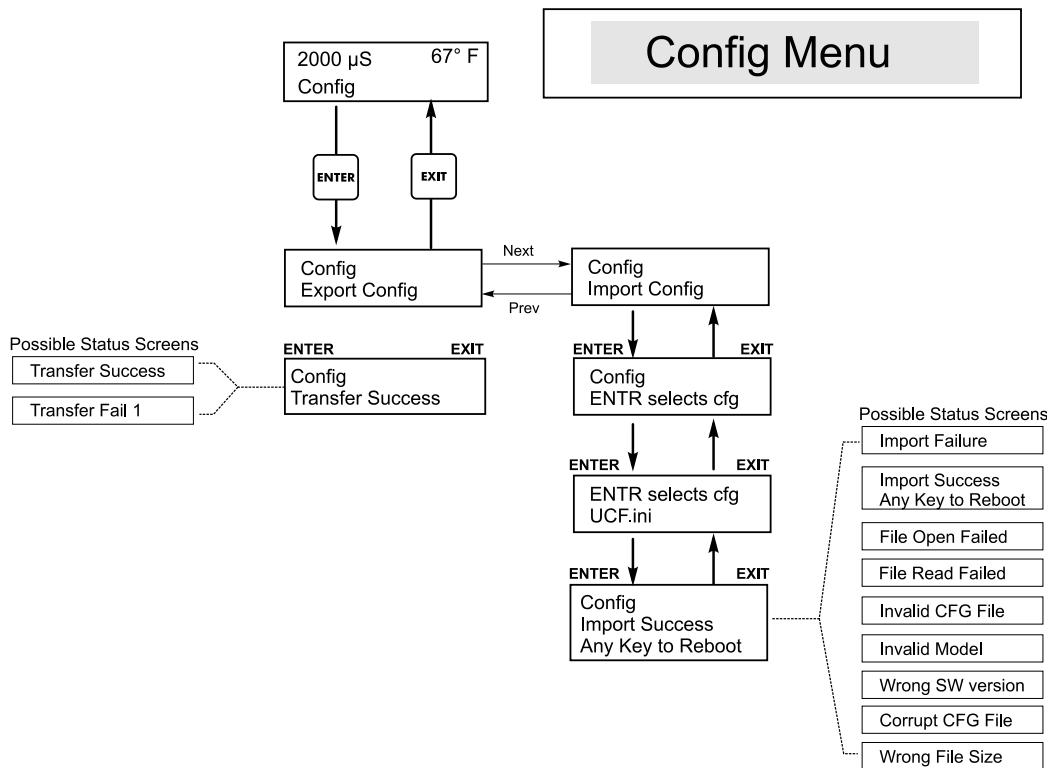 Config Menu
2000 µS 67° F
Config
ENTER EXIT
Config
Export Config
Next
Prev
Config
Import Config
Possible Status Screens
Transfer Success
Transfer Fail 1
ENTER EXIT
Config
Transfer Success
ENTER EXIT
Config
ENTR selects cfg
ENTER EXIT
ENTR selects cfg
UCF.ini
ENTER EXIT
Config
Import Success
Any Key to Reboot
Possible Status Screens
Import Failure
Import Success
Any Key to Reboot
File Open Failed
File Read Failed
Invalid CFG File
Invalid Model
Wrong SW version
Corrupt CFG File
Wrong File Size